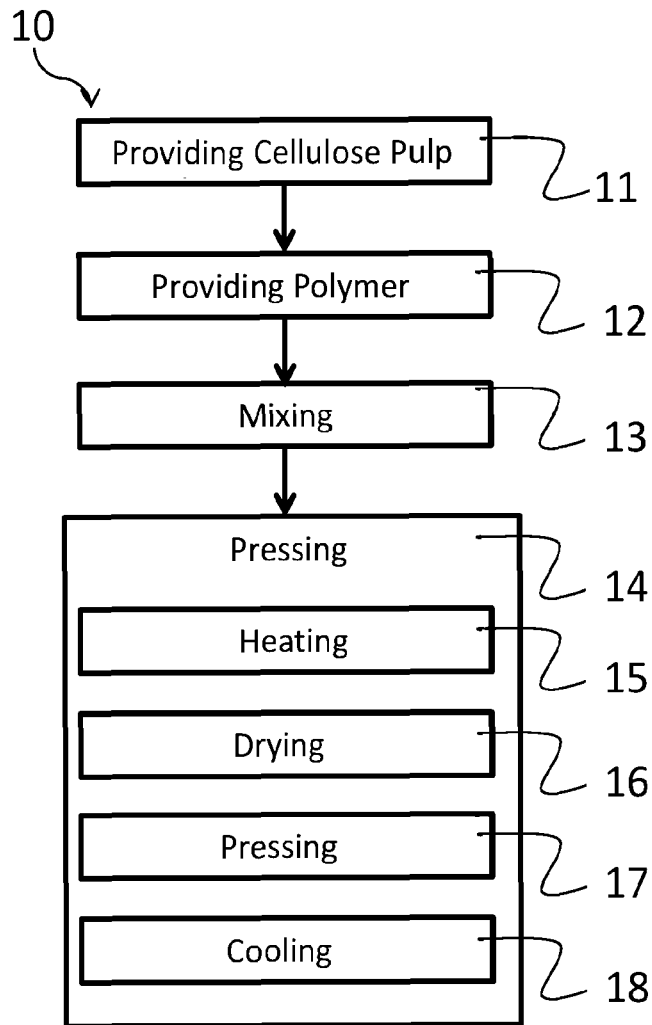 10
Providing Cellulose Pulp
11
Providing Polymer
12
Mixing
13
Pressing
14
Heating
15
Drying
16
Pressing
17
Cooling
18